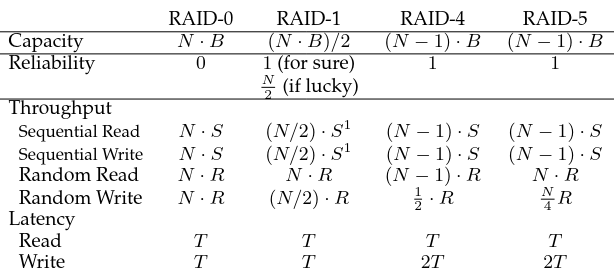 RAID-0 RAID-1 RAID-4 RAID-5
Capacity N · B (N · B)/2 (N − 1) · B (N − 1) · B
Reliability 0 1 (for sure) 1 1
N/2 (if lucky)
Throughput
Sequential Read N · S (N/2) · S¹ (N − 1) · S (N − 1) · S
Sequential Write N · S (N/2) · S¹ (N − 1) · S (N − 1) · S
Random Read N · R N · R (N − 1) · R N · R
Random Write N · R (N/2) · R 1/2 · R N/4 R
Latency
Read T T T T
Write T T 2T 2T